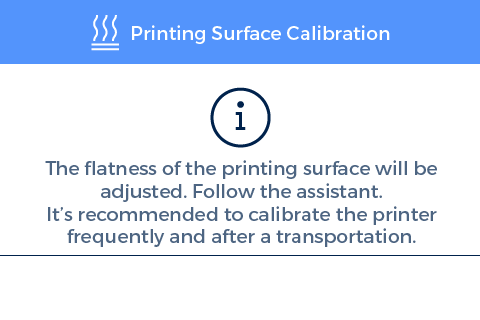 Printing Surface Calibration
i
The flatness of the printing surface will be
adjusted. Follow the assistant.
It's recommended to calibrate the printer
frequently and after a transportation.